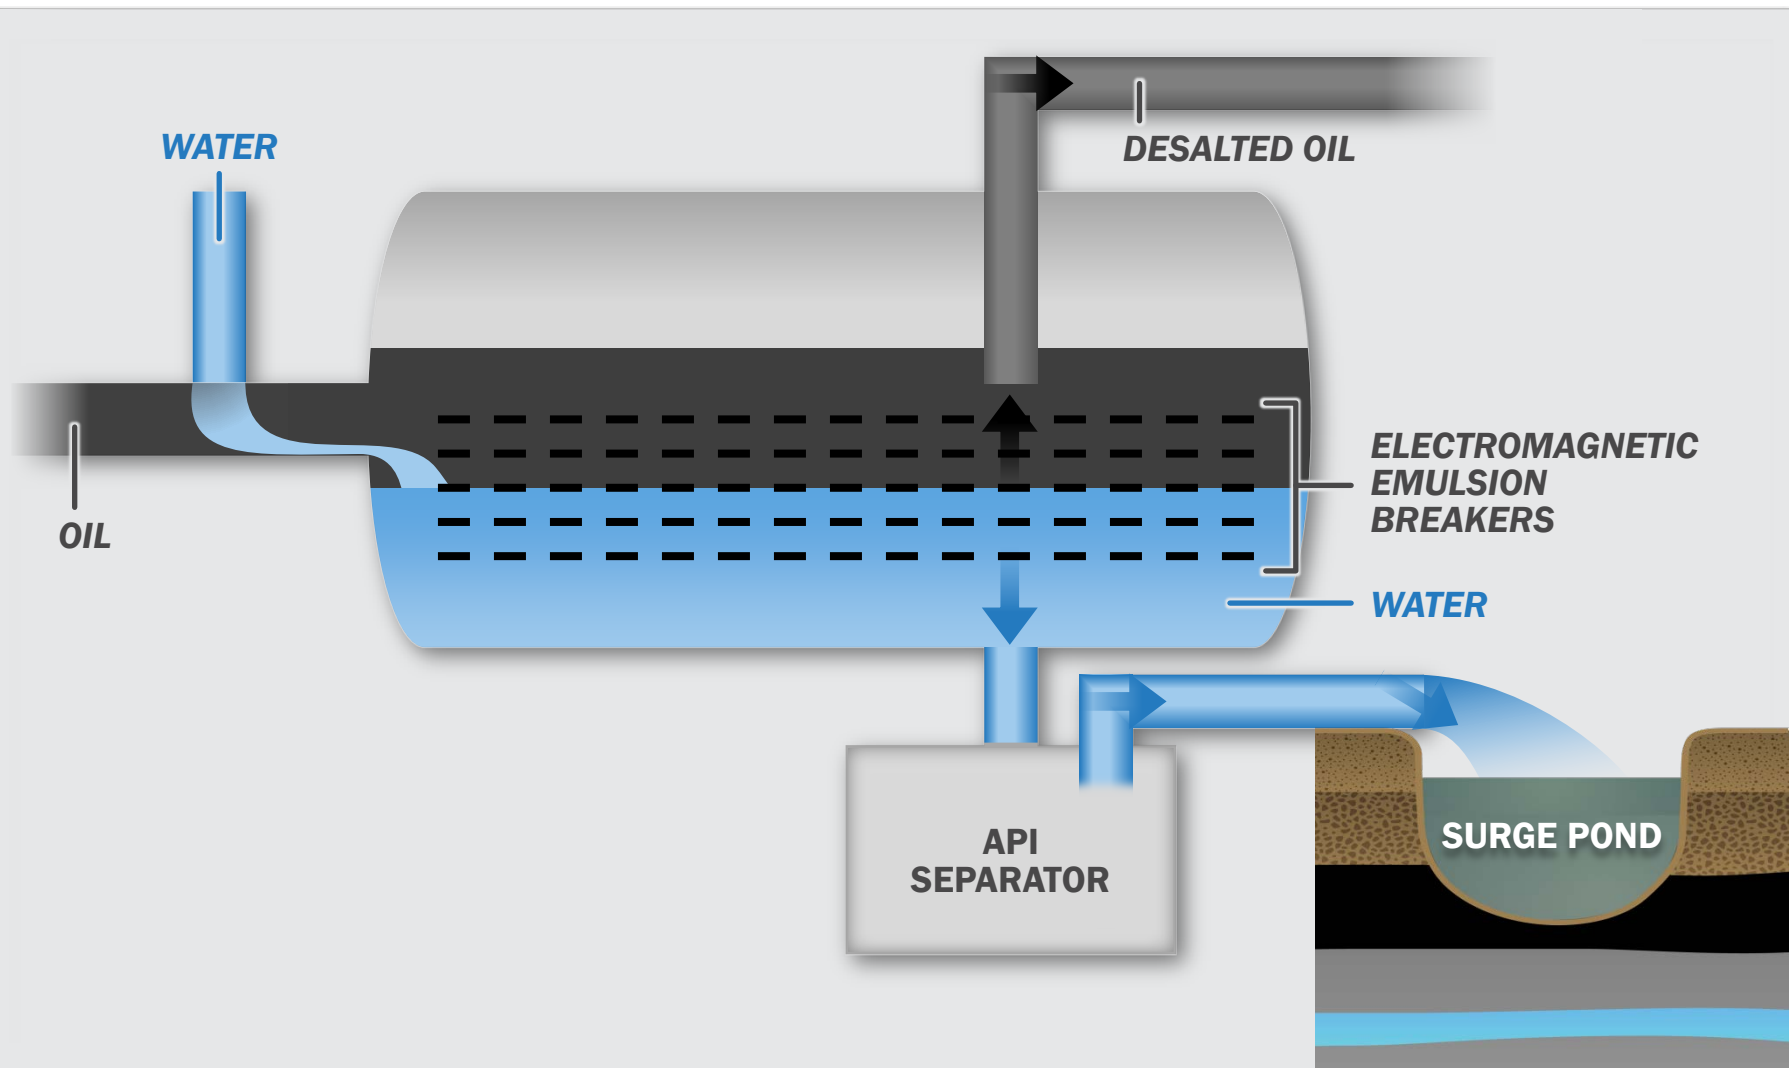 WATER
DESALTED OIL
OIL
ELECTROMAGNETIC
EMULSION
BREAKERS
WATER
API
SEPARATOR
SURGE POND